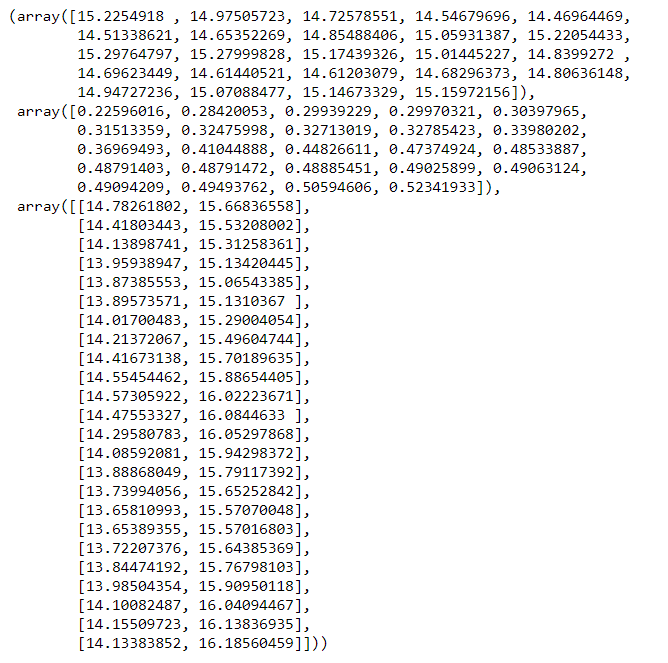 (array([15.2254918 , 14.97505723, 14.72578551, 14.54679696, 14.46964469,
14.51338621, 14.65352269, 14.85488406, 15.05931387, 15.22054433,
15.29764797, 15.27999828, 15.17439326, 15.01445227, 14.8399272 ,
14.69623449, 14.61440521, 14.61203079, 14.68296373, 14.80636148,
14.94727236, 15.07088477, 15.14673329, 15.15972156]),
array([0.22596016, 0.28420053, 0.29939229, 0.29970321, 0.30397965,
0.31513359, 0.32475998, 0.32713019, 0.32785423, 0.33980202,
0.36969493, 0.41044888, 0.44826611, 0.47374924, 0.48533887,
0.48791403, 0.48791472, 0.48885451, 0.49025899, 0.49063124,
0.49094209, 0.49493762, 0.50594606, 0.52341933]),
array([[14.78261802, 15.66836558],
[14.41803443, 15.53208002],
[14.13898741, 15.31258361],
[13.95938947, 15.13420445],
[13.87385553, 15.06543385],
[13.89573571, 15.1310367 ],
[14.01700483, 15.29004054],
[14.21372067, 15.49604744],
[14.41673138, 15.70189635],
[14.55454462, 15.88654405],
[14.57305922, 16.02223671],
[14.47553327, 16.0844633 ],
[14.29580783, 16.05297868],
[14.08592081, 15.94298372],
[13.88868049, 15.79117392],
[13.73994056, 15.65252842],
[13.65810993, 15.57070048],
[13.65389355, 15.57016803],
[13.72207376, 15.64385369],
[13.84474192, 15.76798103],
[13.98504354, 15.90950118],
[14.10082487, 16.04094467],
[14.15509723, 16.13836935],
[14.13383852, 16.18560459]]))